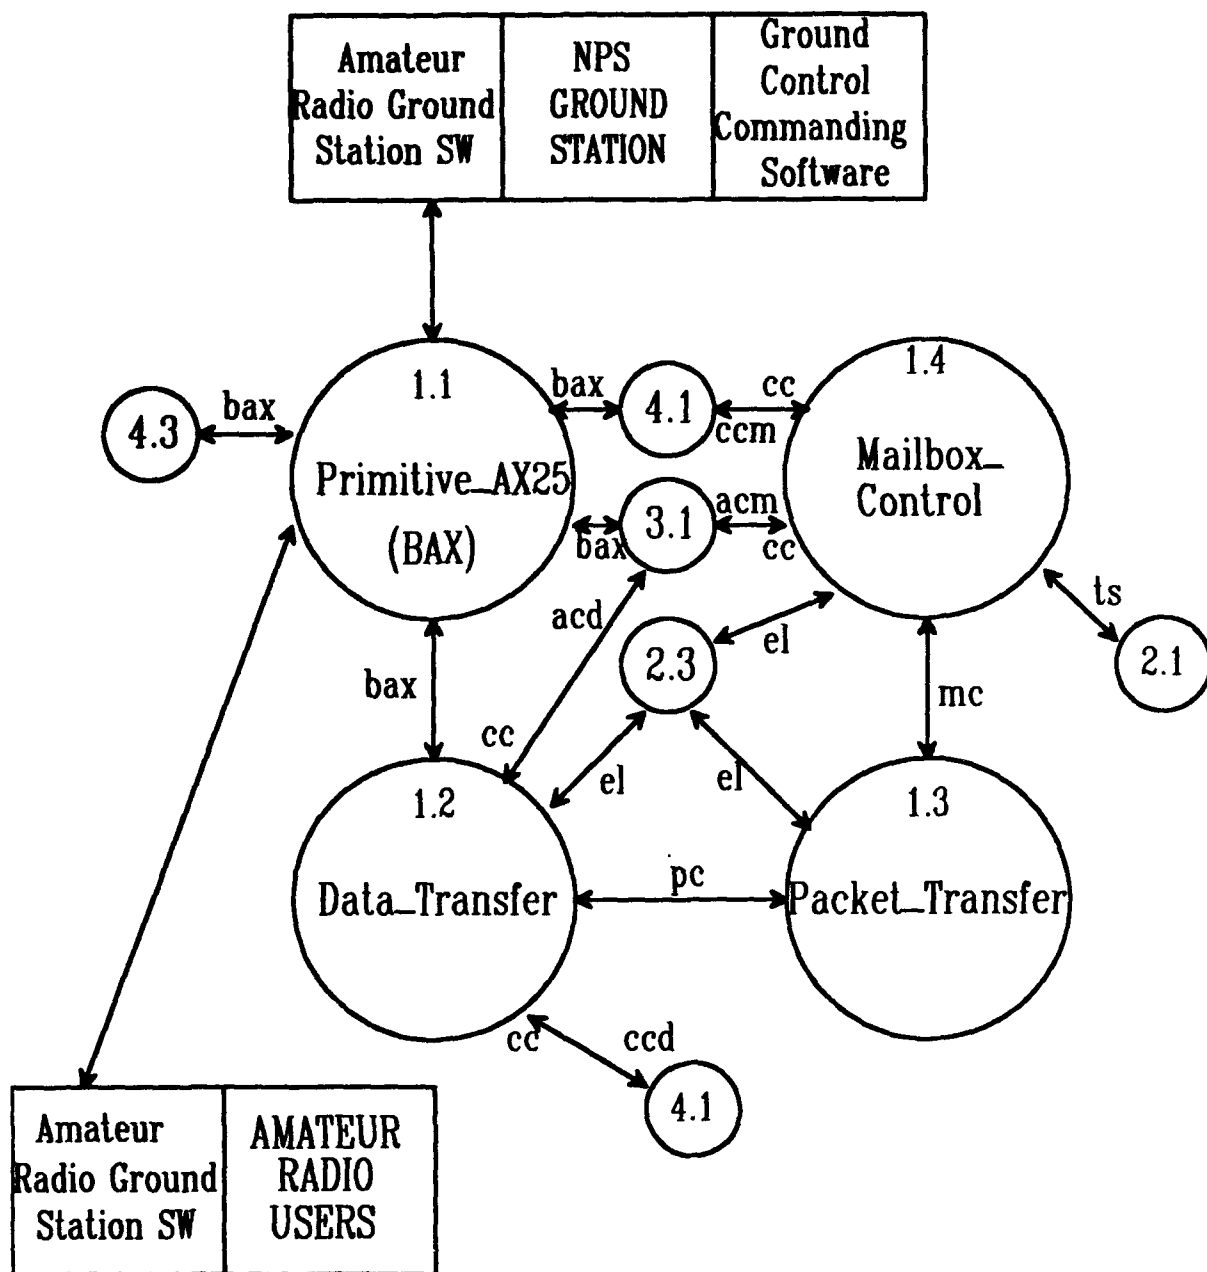 Amateur
Radio Ground
Station SW
NPS
GROUND
STATION
Ground
Control
Commanding
Software
1.1
Primitive_AX25
(BAX)
4.3
bax
bax
4.1
cc
ccm
1.4
Mailbox_
Control
bax
3.1
acm
cc
acd
cc
2.3
el
ts
2.1
bax
mc
el
el
1.2
Data_Transfer
pc
1.3
Packet_Transfer
cc
ccd
4.1
Amateur
Radio Ground
Station SW
AMATEUR
RADIO
USERS